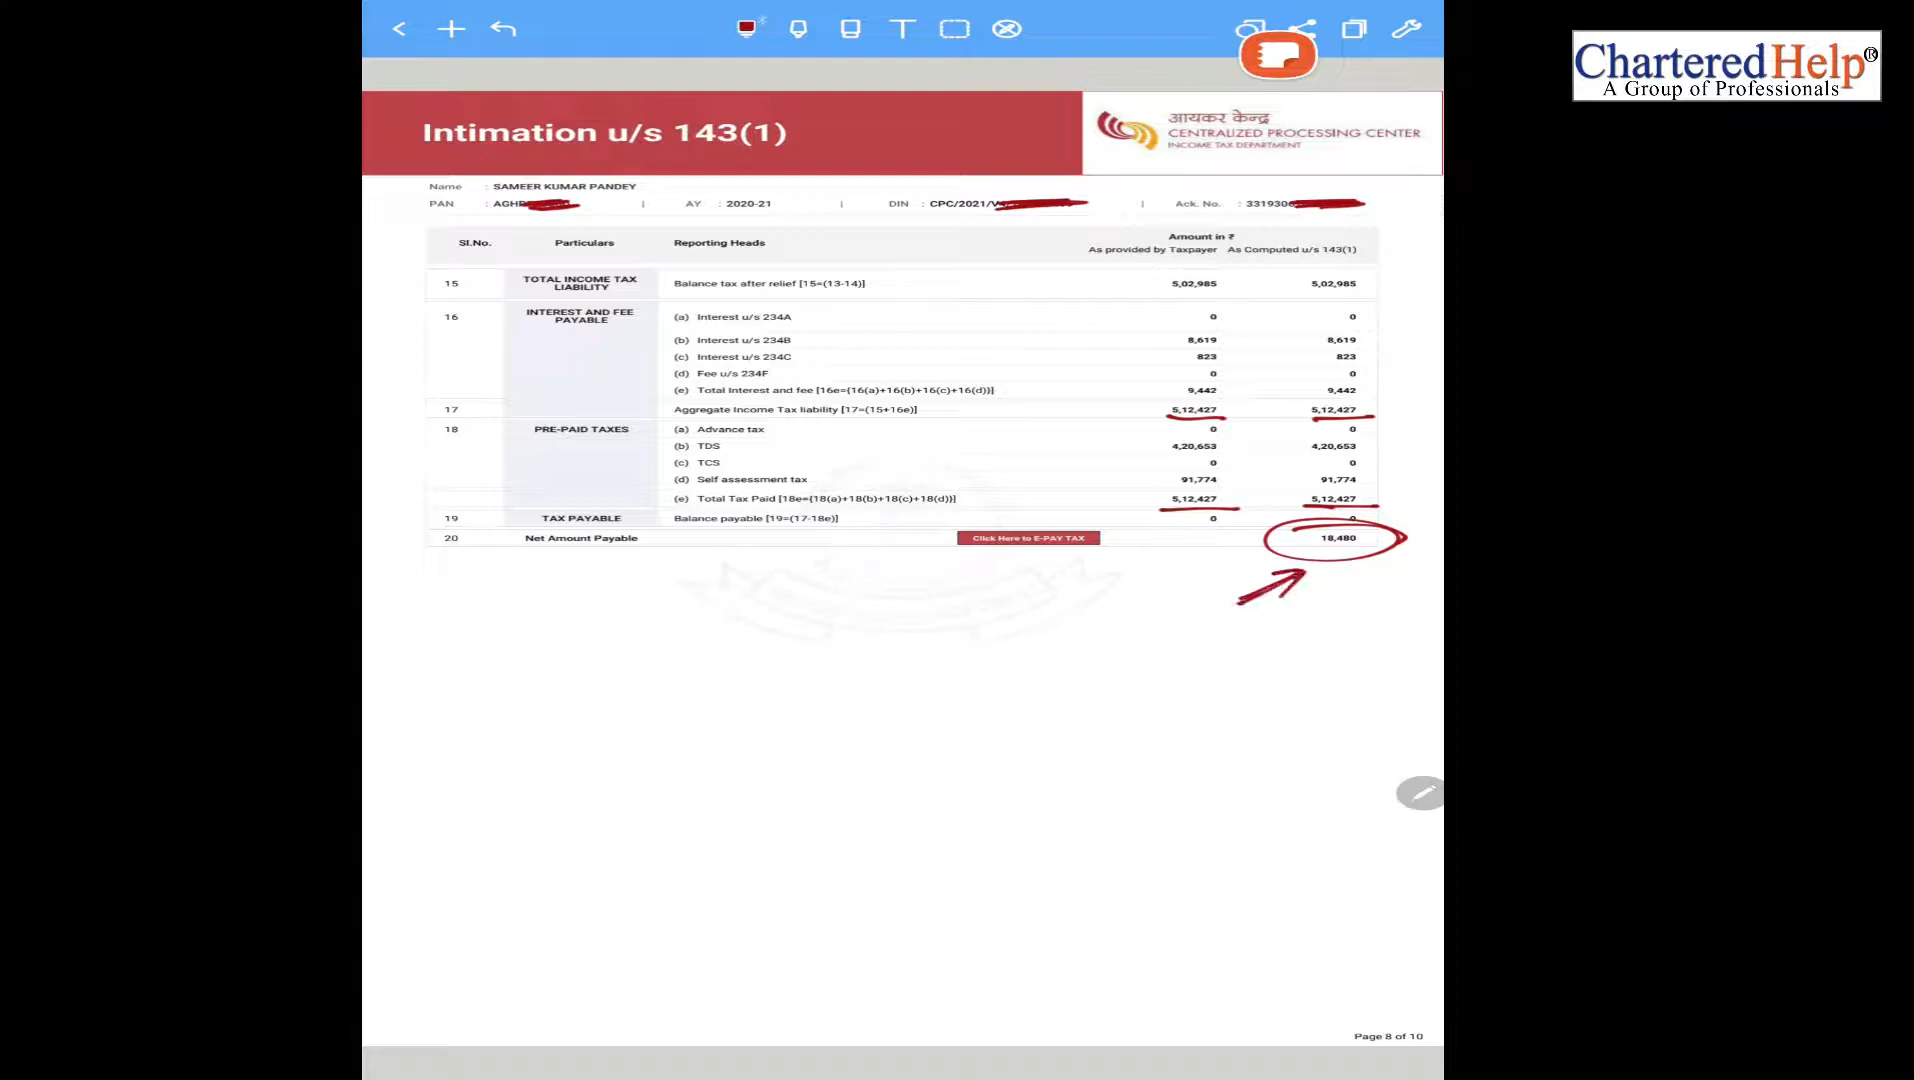 CharteredHelp®
A Group of Professionals
Intimation u/s 143(1)
आयकर केन्द्र
CENTRALIZED PROCESSING CENTER
INCOME TAX DEPARTMENT
Name : SAMEER KUMAR PANDEY
PAN : | AY : 2020-21 | DIN : CPC/2021/ | Ack. No. :
Amount in ₹
Sl.No. Particulars Reporting Heads As provided by Taxpayer As Computed u/s 143(1)
15 TOTAL INCOME TAX LIABILITY Balance tax after relief [15=(13-14)] 5,02,985 5,02,985
16 INTEREST AND FEE PAYABLE (a) Interest u/s 234A 0 0
(b) Interest u/s 234B 8,619 8,619
(c) Interest u/s 234C 823 823
(d) Fee u/s 234F 0 0
(e) Total Interest and fee [16e={16(a)+16(b)+16(c)+16(d)}] 9,442 9,442
17 Aggregate Income Tax liability [17=(15+16e)] 5,12,427 5,12,427
18 PRE-PAID TAXES (a) Advance tax 0 0
(b) TDS 4,20,653 4,20,653
(c) TCS 0 0
(d) Self assessment tax 91,774 91,774
(e) Total Tax Paid [18e={18(a)+18(b)+18(c)+18(d)}] 5,12,427 5,12,427
19 TAX PAYABLE Balance payable [19=(17-18e)] 0 0
20 Net Amount Payable Click Here to E-PAY TAX 18,480
Page 8 of 10